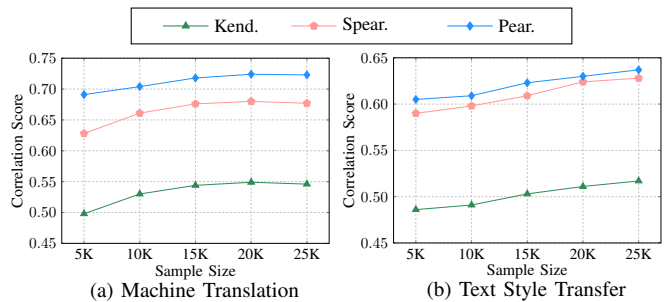 Kend. Spear. Pear.
Correlation Score
0.75
0.70
0.65
0.60
0.55
0.50
0.45
5K 10K 15K 20K 25K
Sample Size
(a) Machine Translation
Correlation Score
0.65
0.60
0.55
0.50
0.45
5K 10K 15K 20K 25K
Sample Size
(b) Text Style Transfer